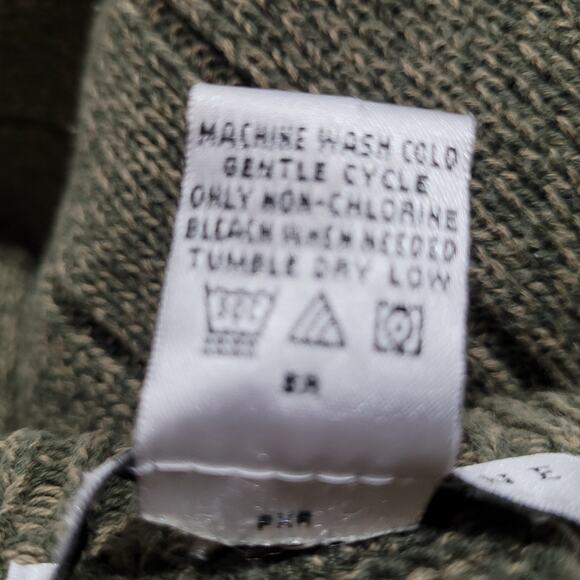 MACHINE WASH COLD
GENTLE CYCLE
ONLY NON-CHLORINE
BLEACH WHEN NEEDED
TUMBLE DRY LOW